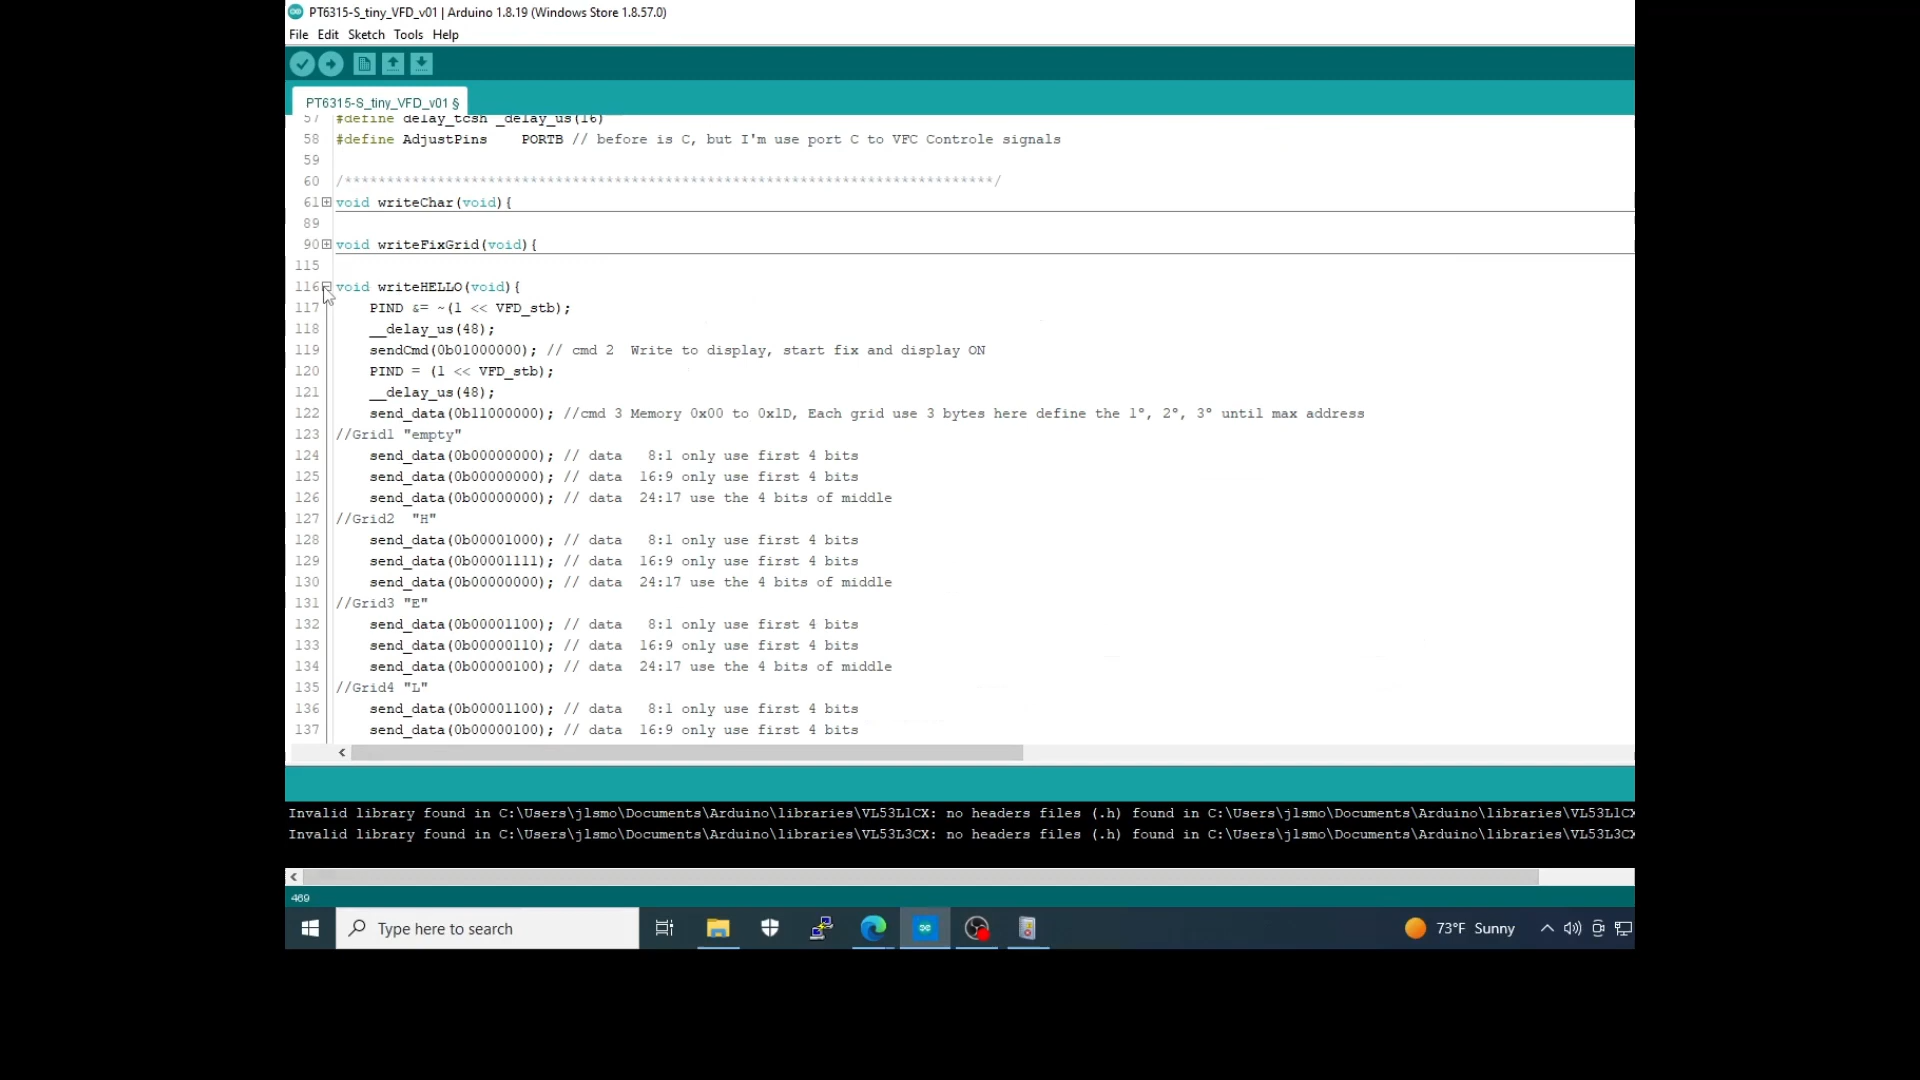 PT6315-S_tiny_VFD_v01 | Arduino 1.8.19 (Windows Store 1.8.57.0)
File Edit Sketch Tools Help
PT6315-S_tiny_VFD_v01 §
57 #define delay_tcsh _delay_us(16)
58 #define AdjustPins    PORTB // before is C, but I'm use port C to VFC Controle signals
59
60 /*****************************************************************************/
61 void writeChar(void){
89
90 void writeFixGrid(void){
115
116 void writeHELLO(void){
117 PIND &= ~(1 << VFD_stb);
118 __delay_us(48);
119 sendCmd(0b01000000); // cmd 2  Write to display, start fix and display ON
120 PIND = (1 << VFD_stb);
121 __delay_us(48);
122 send_data(0b11000000); //cmd 3 Memory 0x00 to 0x1D, Each grid use 3 bytes here define the 1º, 2º, 3º until max address
123 //Grid1 "empty"
124 send_data(0b00000000); // data   8:1 only use first 4 bits
125 send_data(0b00000000); // data  16:9 only use first 4 bits
126 send_data(0b00000000); // data  24:17 use the 4 bits of middle
127 //Grid2  "H"
128 send_data(0b00001000); // data   8:1 only use first 4 bits
129 send_data(0b00001111); // data  16:9 only use first 4 bits
130 send_data(0b00000000); // data  24:17 use the 4 bits of middle
131 //Grid3 "E"
132 send_data(0b00001100); // data   8:1 only use first 4 bits
133 send_data(0b00000110); // data  16:9 only use first 4 bits
134 send_data(0b00000100); // data  24:17 use the 4 bits of middle
135 //Grid4 "L"
136 send_data(0b00001100); // data   8:1 only use first 4 bits
137 send_data(0b00000100); // data  16:9 only use first 4 bits
Invalid library found in C:\Users\jlsmo\Documents\Arduino\libraries\VL53L1CX: no headers files (.h) found in C:\Users\jlsmo\Documents\Arduino\libraries\VL53L1CX
Invalid library found in C:\Users\jlsmo\Documents\Arduino\libraries\VL53L3CX: no headers files (.h) found in C:\Users\jlsmo\Documents\Arduino\libraries\VL53L3CX
469
Type here to search
73°F Sunny